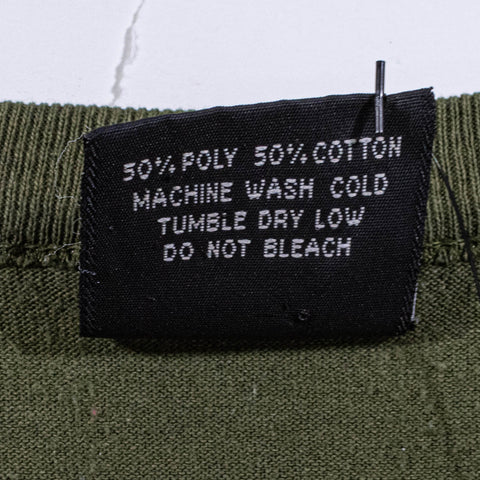 50% POLY 50% COTTON
MACHINE WASH COLD
TUMBLE DRY LOW
DO NOT BLEACH